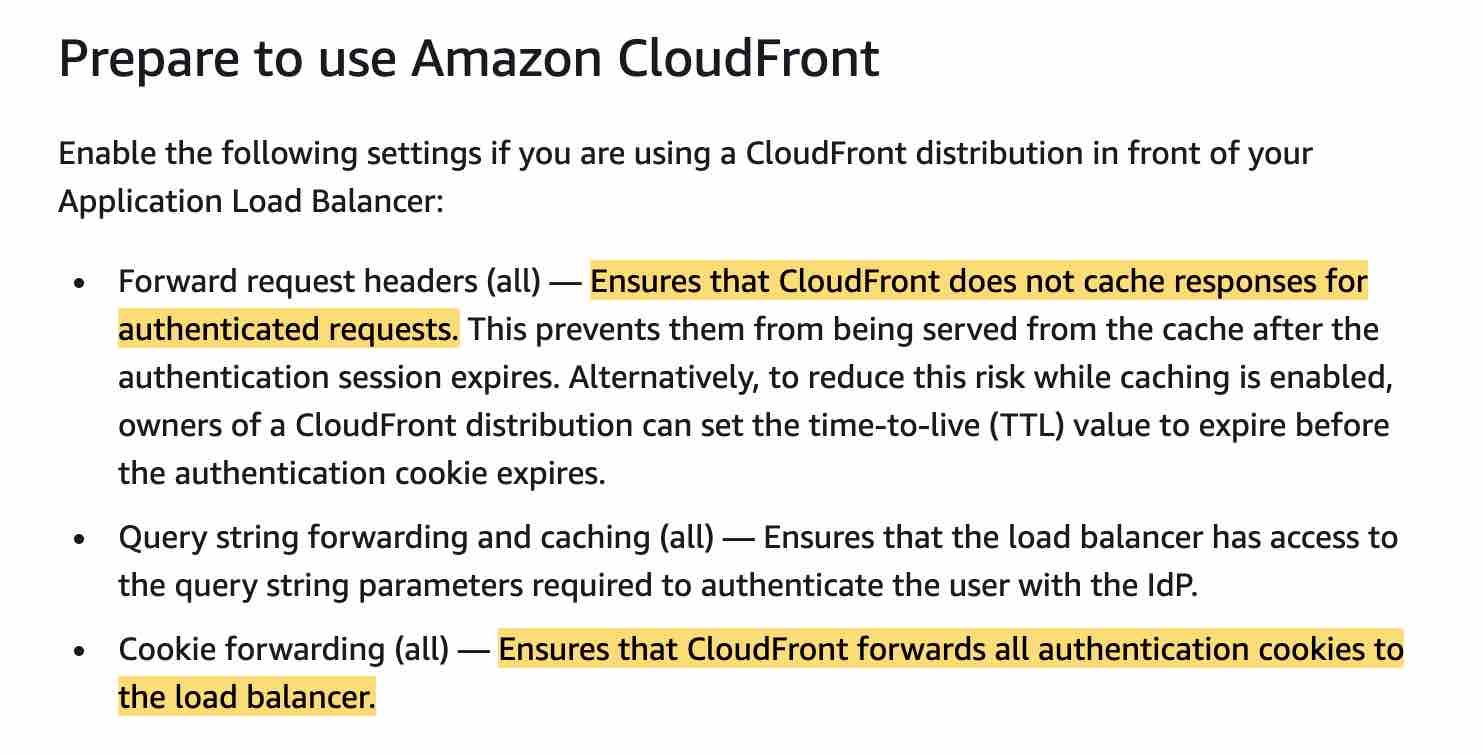 Prepare to use Amazon CloudFront
Enable the following settings if you are using a CloudFront distribution in front of your
Application Load Balancer:
• Forward request headers (all) — Ensures that CloudFront does not cache responses for
authenticated requests. This prevents them from being served from the cache after the
authentication session expires. Alternatively, to reduce this risk while caching is enabled,
owners of a CloudFront distribution can set the time-to-live (TTL) value to expire before
the authentication cookie expires.
• Query string forwarding and caching (all) — Ensures that the load balancer has access to
the query string parameters required to authenticate the user with the IdP.
• Cookie forwarding (all) — Ensures that CloudFront forwards all authentication cookies to
the load balancer.